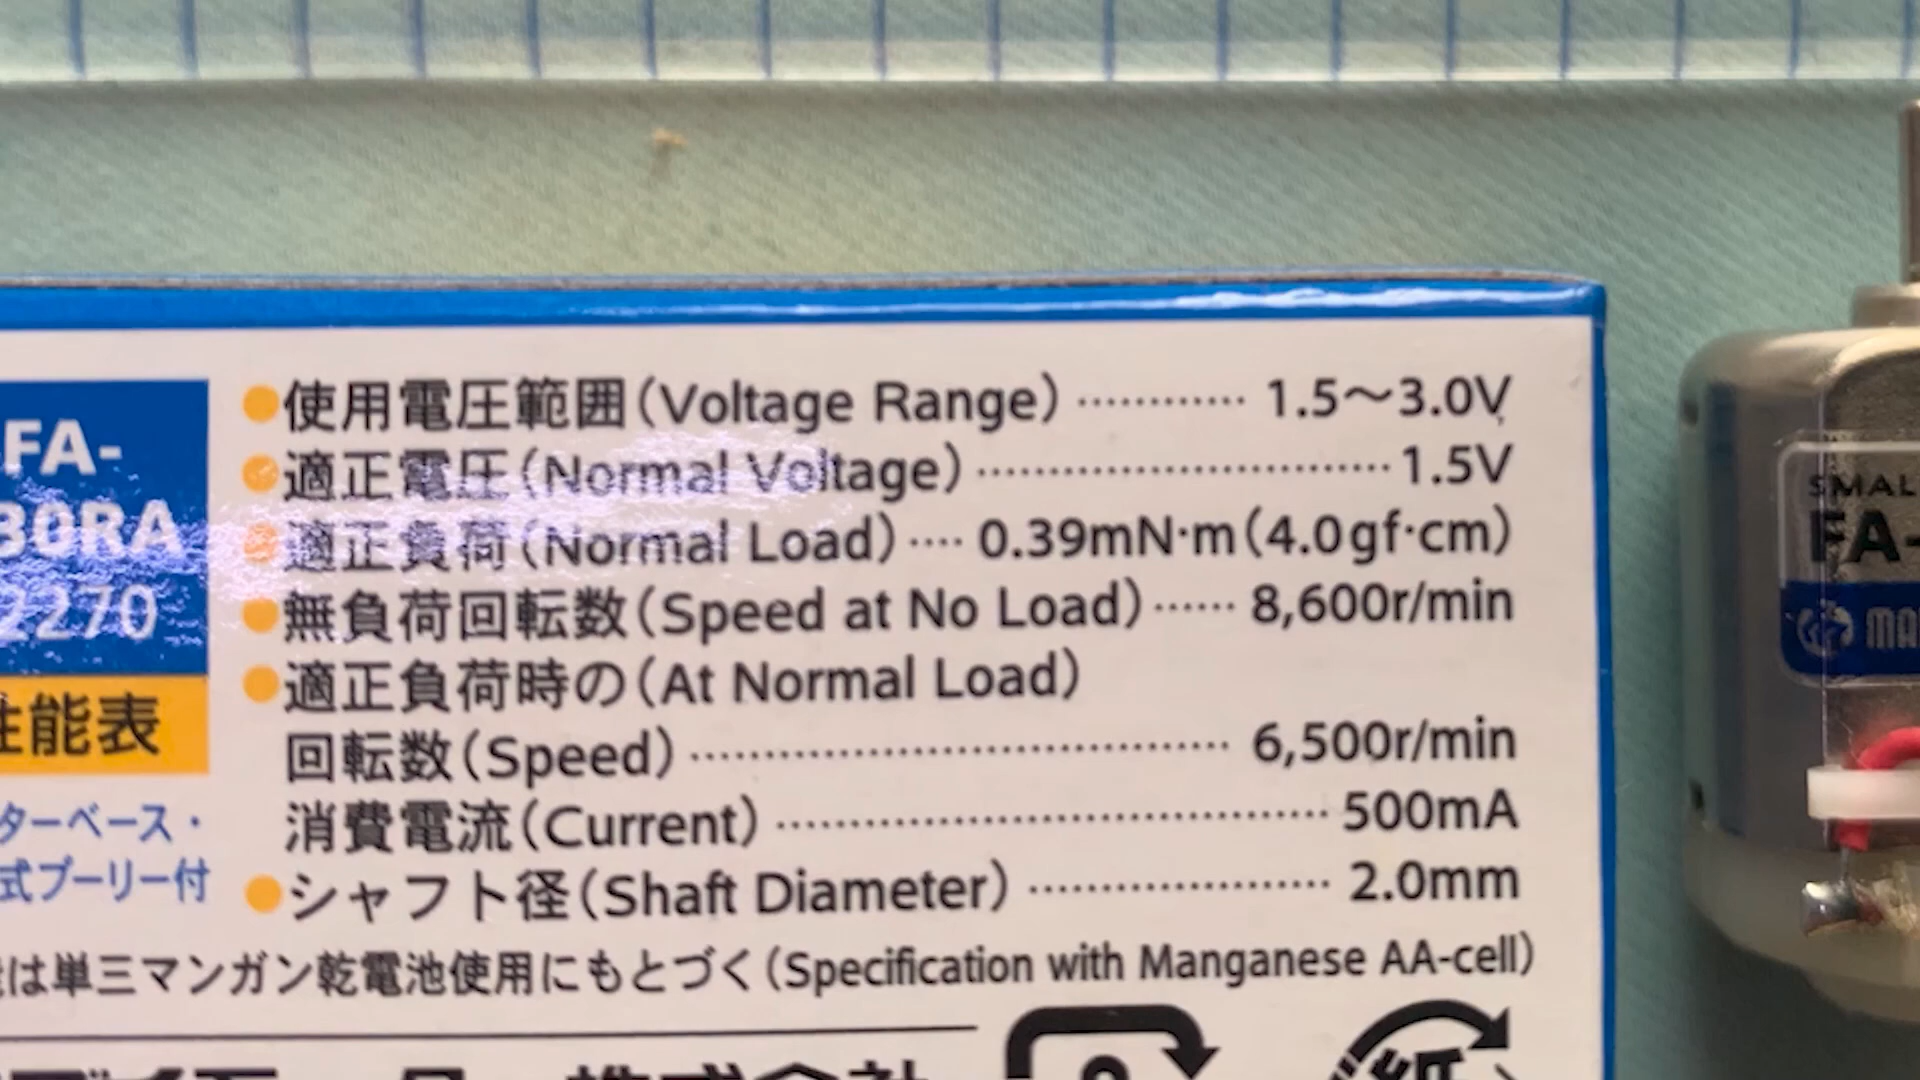 FA-
30RA
2270
性能表
ターベース・
式プーリー付
●使用電圧範囲(Voltage Range) ………… 1.5～3.0V
●適正電圧(Normal Voltage) ………………………… 1.5V
●適正負荷(Normal Load) …‥ 0.39mN·m(4.0gf·cm)
●無負荷回転数(Speed at No Load) …… 8,600r/min
●適正負荷時の(At Normal Load)
回転数(Speed) ………………………………… 6,500r/min
消費電流(Current) ………………………………… 500mA
●シャフト径(Shaft Diameter) ………………… 2.0mm
は単三マンガン乾電池使用にもとづく(Specification with Manganese AA-cell)
SMAL
FA-
MA